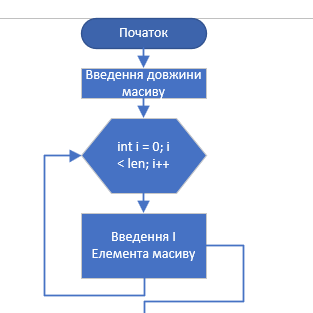 Початок
Введення довжини
масиву
int i = 0; i
< len; i++
Введення І
Елемента масиву